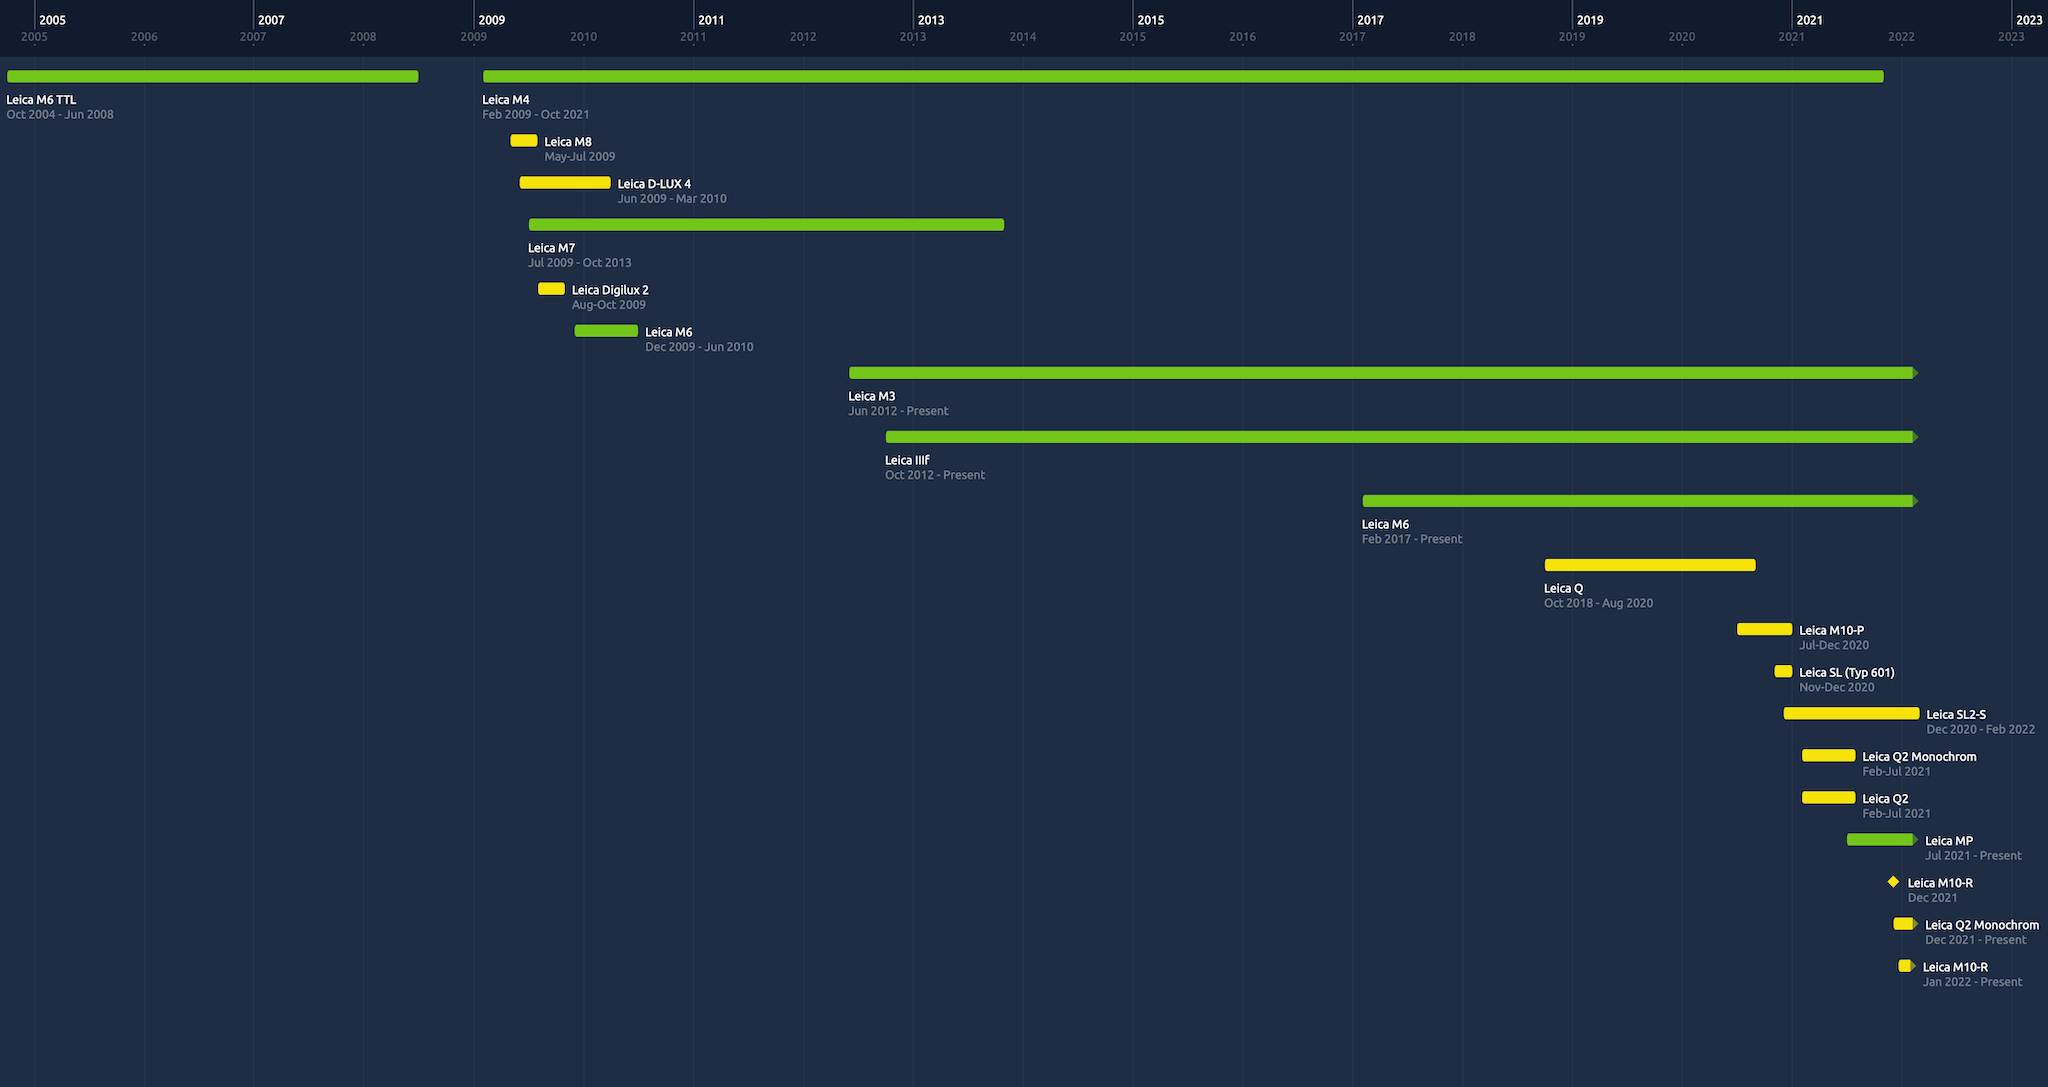 2005 2007 2009 2011 2013 2015 2017 2019 2021 2023
2005 2006 2007 2008 2009 2010 2011 2012 2013 2014 2015 2016 2017 2018 2019 2020 2021 2022 2023
Leica M6 TTL
Oct 2004 - Jun 2008
Leica M4
Feb 2009 - Oct 2021
Leica M8
May-Jul 2009
Leica D-LUX 4
Jun 2009 - Mar 2010
Leica M7
Jul 2009 - Oct 2013
Leica Digilux 2
Aug-Oct 2009
Leica M6
Dec 2009 - Jun 2010
Leica M3
Jun 2012 - Present
Leica IIIf
Oct 2012 - Present
Leica M6
Feb 2017 - Present
Leica Q
Oct 2018 - Aug 2020
Leica M10-P
Jul-Dec 2020
Leica SL (Typ 601)
Nov-Dec 2020
Leica SL2-S
Dec 2020 - Feb 2022
Leica Q2 Monochrom
Feb-Jul 2021
Leica Q2
Feb-Jul 2021
Leica MP
Jul 2021 - Present
Leica M10-R
Dec 2021
Leica Q2 Monochrom
Dec 2021 - Present
Leica M10-R
Jan 2022 - Present